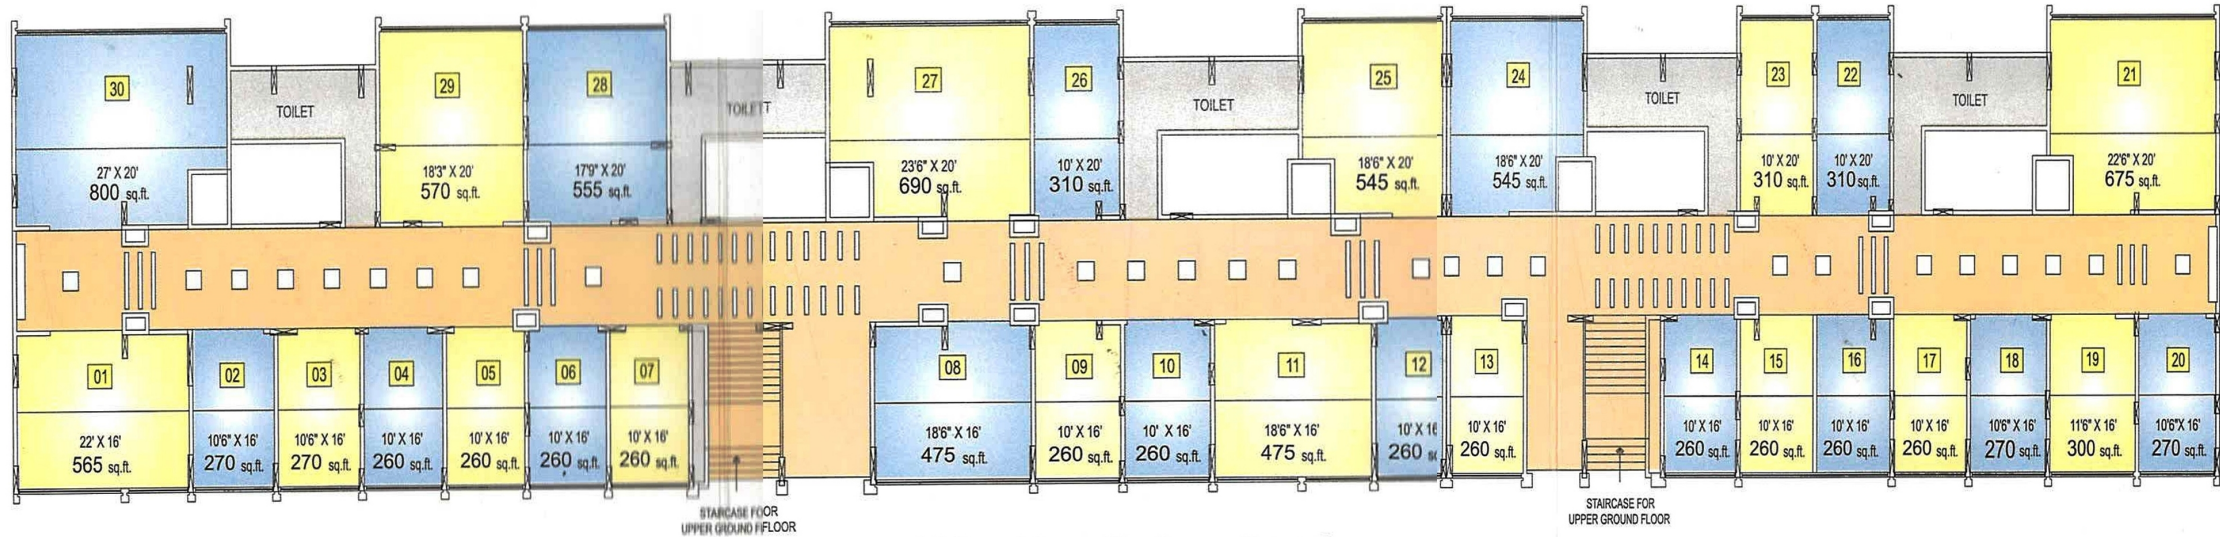 30
27' X 20'
800 sq.ft.
TOILET
29
18'3" X 20'
570 sq.ft.
28
17'9" X 20'
555 sq.ft.
TOILET
27
23'6" X 20'
690 sq.ft.
26
10' X 20'
310 sq.ft.
TOILET
25
18'6" X 20'
545 sq.ft.
24
18'6" X 20'
545 sq.ft.
TOILET
23
10' X 20'
310 sq.ft.
22
10' X 20'
310 sq.ft.
TOILET
21
22'6" X 20'
675 sq.ft.
01
22' X 16'
565 sq.ft.
02
10'6" X 16'
270 sq.ft.
03
10'6" X 16'
270 sq.ft.
04
10' X 16'
260 sq.ft.
05
10' X 16'
260 sq.ft.
06
10' X 16'
260 sq.ft.
07
10' X 16'
260 sq.ft.
STAIRCASE FOR
UPPER GROUND FLOOR
08
18'6" X 16'
475 sq.ft.
09
10' X 16'
260 sq.ft.
10
10' X 16'
260 sq.ft.
11
18'6" X 16'
475 sq.ft.
12
10' X 16
260
13
10' X 16'
260 sq.ft.
STAIRCASE FOR
UPPER GROUND FLOOR
14
10' X 16'
260 sq.ft.
15
10' X 16'
260 sq.ft.
16
10' X 16'
260 sq.ft.
17
10' X 16'
260 sq.ft.
18
10'6" X 16'
270 sq.ft.
19
11'6" X 16'
300 sq.ft.
20
10'6"X 16'
270 sq.ft.